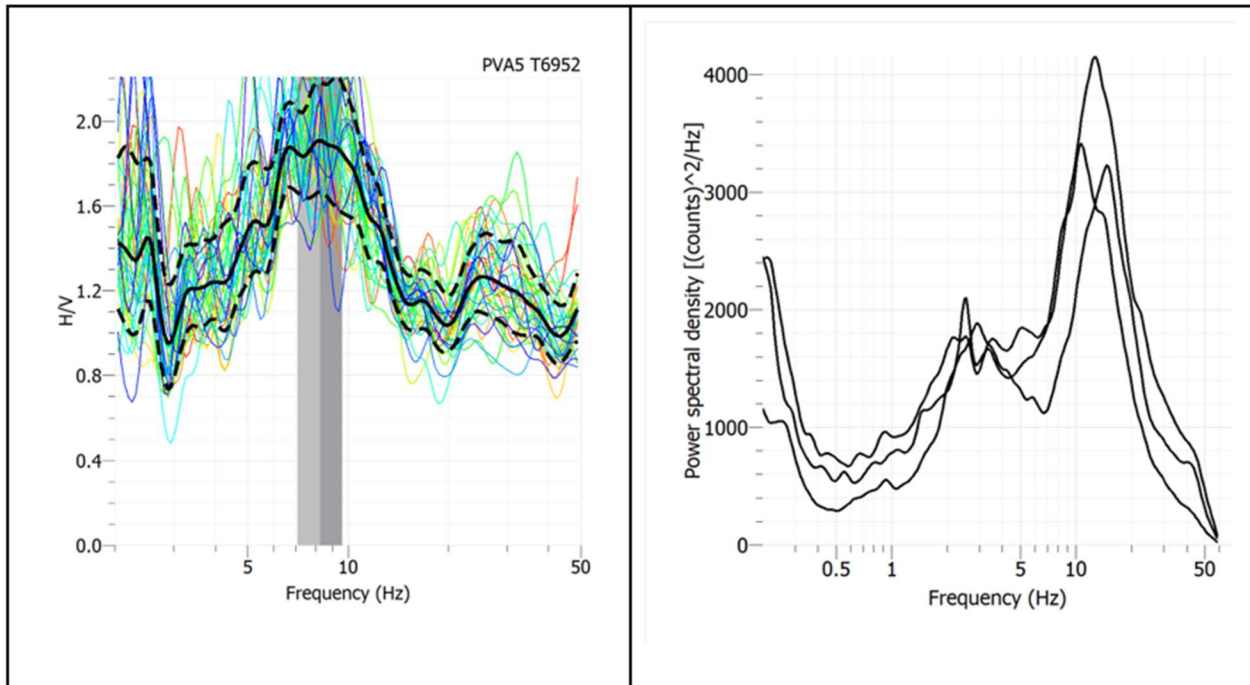 PVA5 T6952
H/V
2.0
1.6
1.2
0.8
0.4
0.0
5 10 50
Frequency (Hz)
Power spectral density [(counts)^2/Hz]
4000
3000
2000
1000
0
0.5 1 5 10 50
Frequency (Hz)